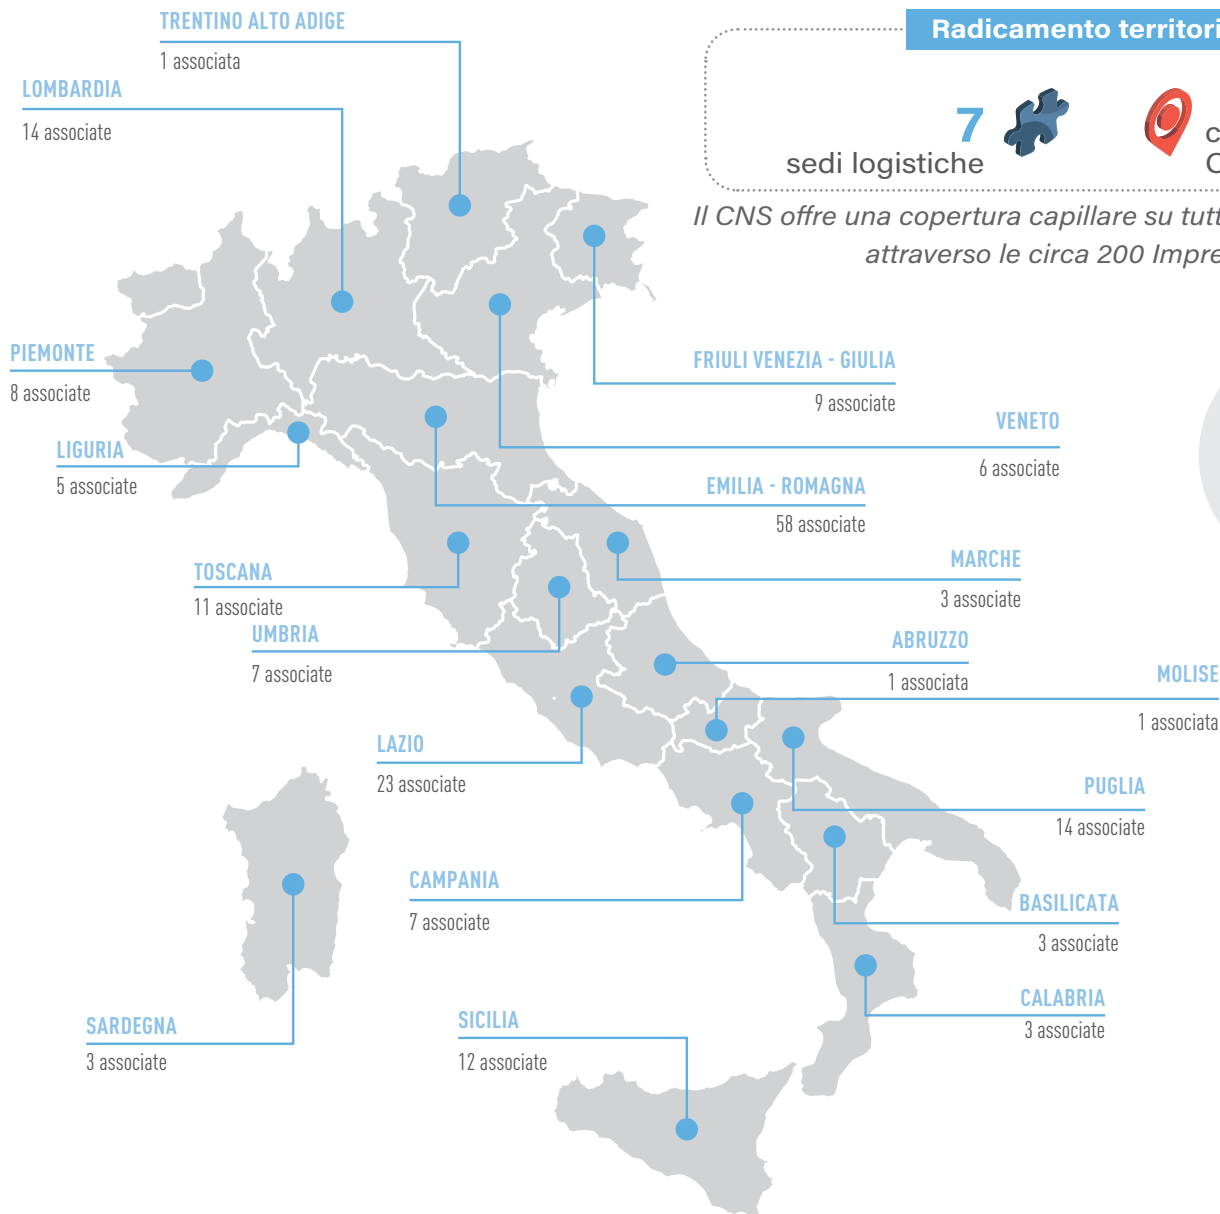 TRENTINO ALTO ADIGE
1 associata
LOMBARDIA
14 associate
Radicamento
7
sedi logistiche
Il CNS offre una copertura capillare su
attraverso le circa 200
PIEMONTE
8 associate
LIGURIA
5 associate
FRIULI VENEZIA - GIULIA
9 associate
VENETO
6 associate
EMILIA - ROMAGNA
58 associate
TOSCANA
11 associate
MARCHE
3 associate
UMBRIA
7 associate
ABRUZZO
1 associata
MOLISE
1 associata
LAZIO
23 associate
PUGLIA
14 associate
CAMPANIA
7 associate
BASILICATA
3 associate
CALABRIA
3 associate
SARDEGNA
3 associate
SICILIA
12 associate